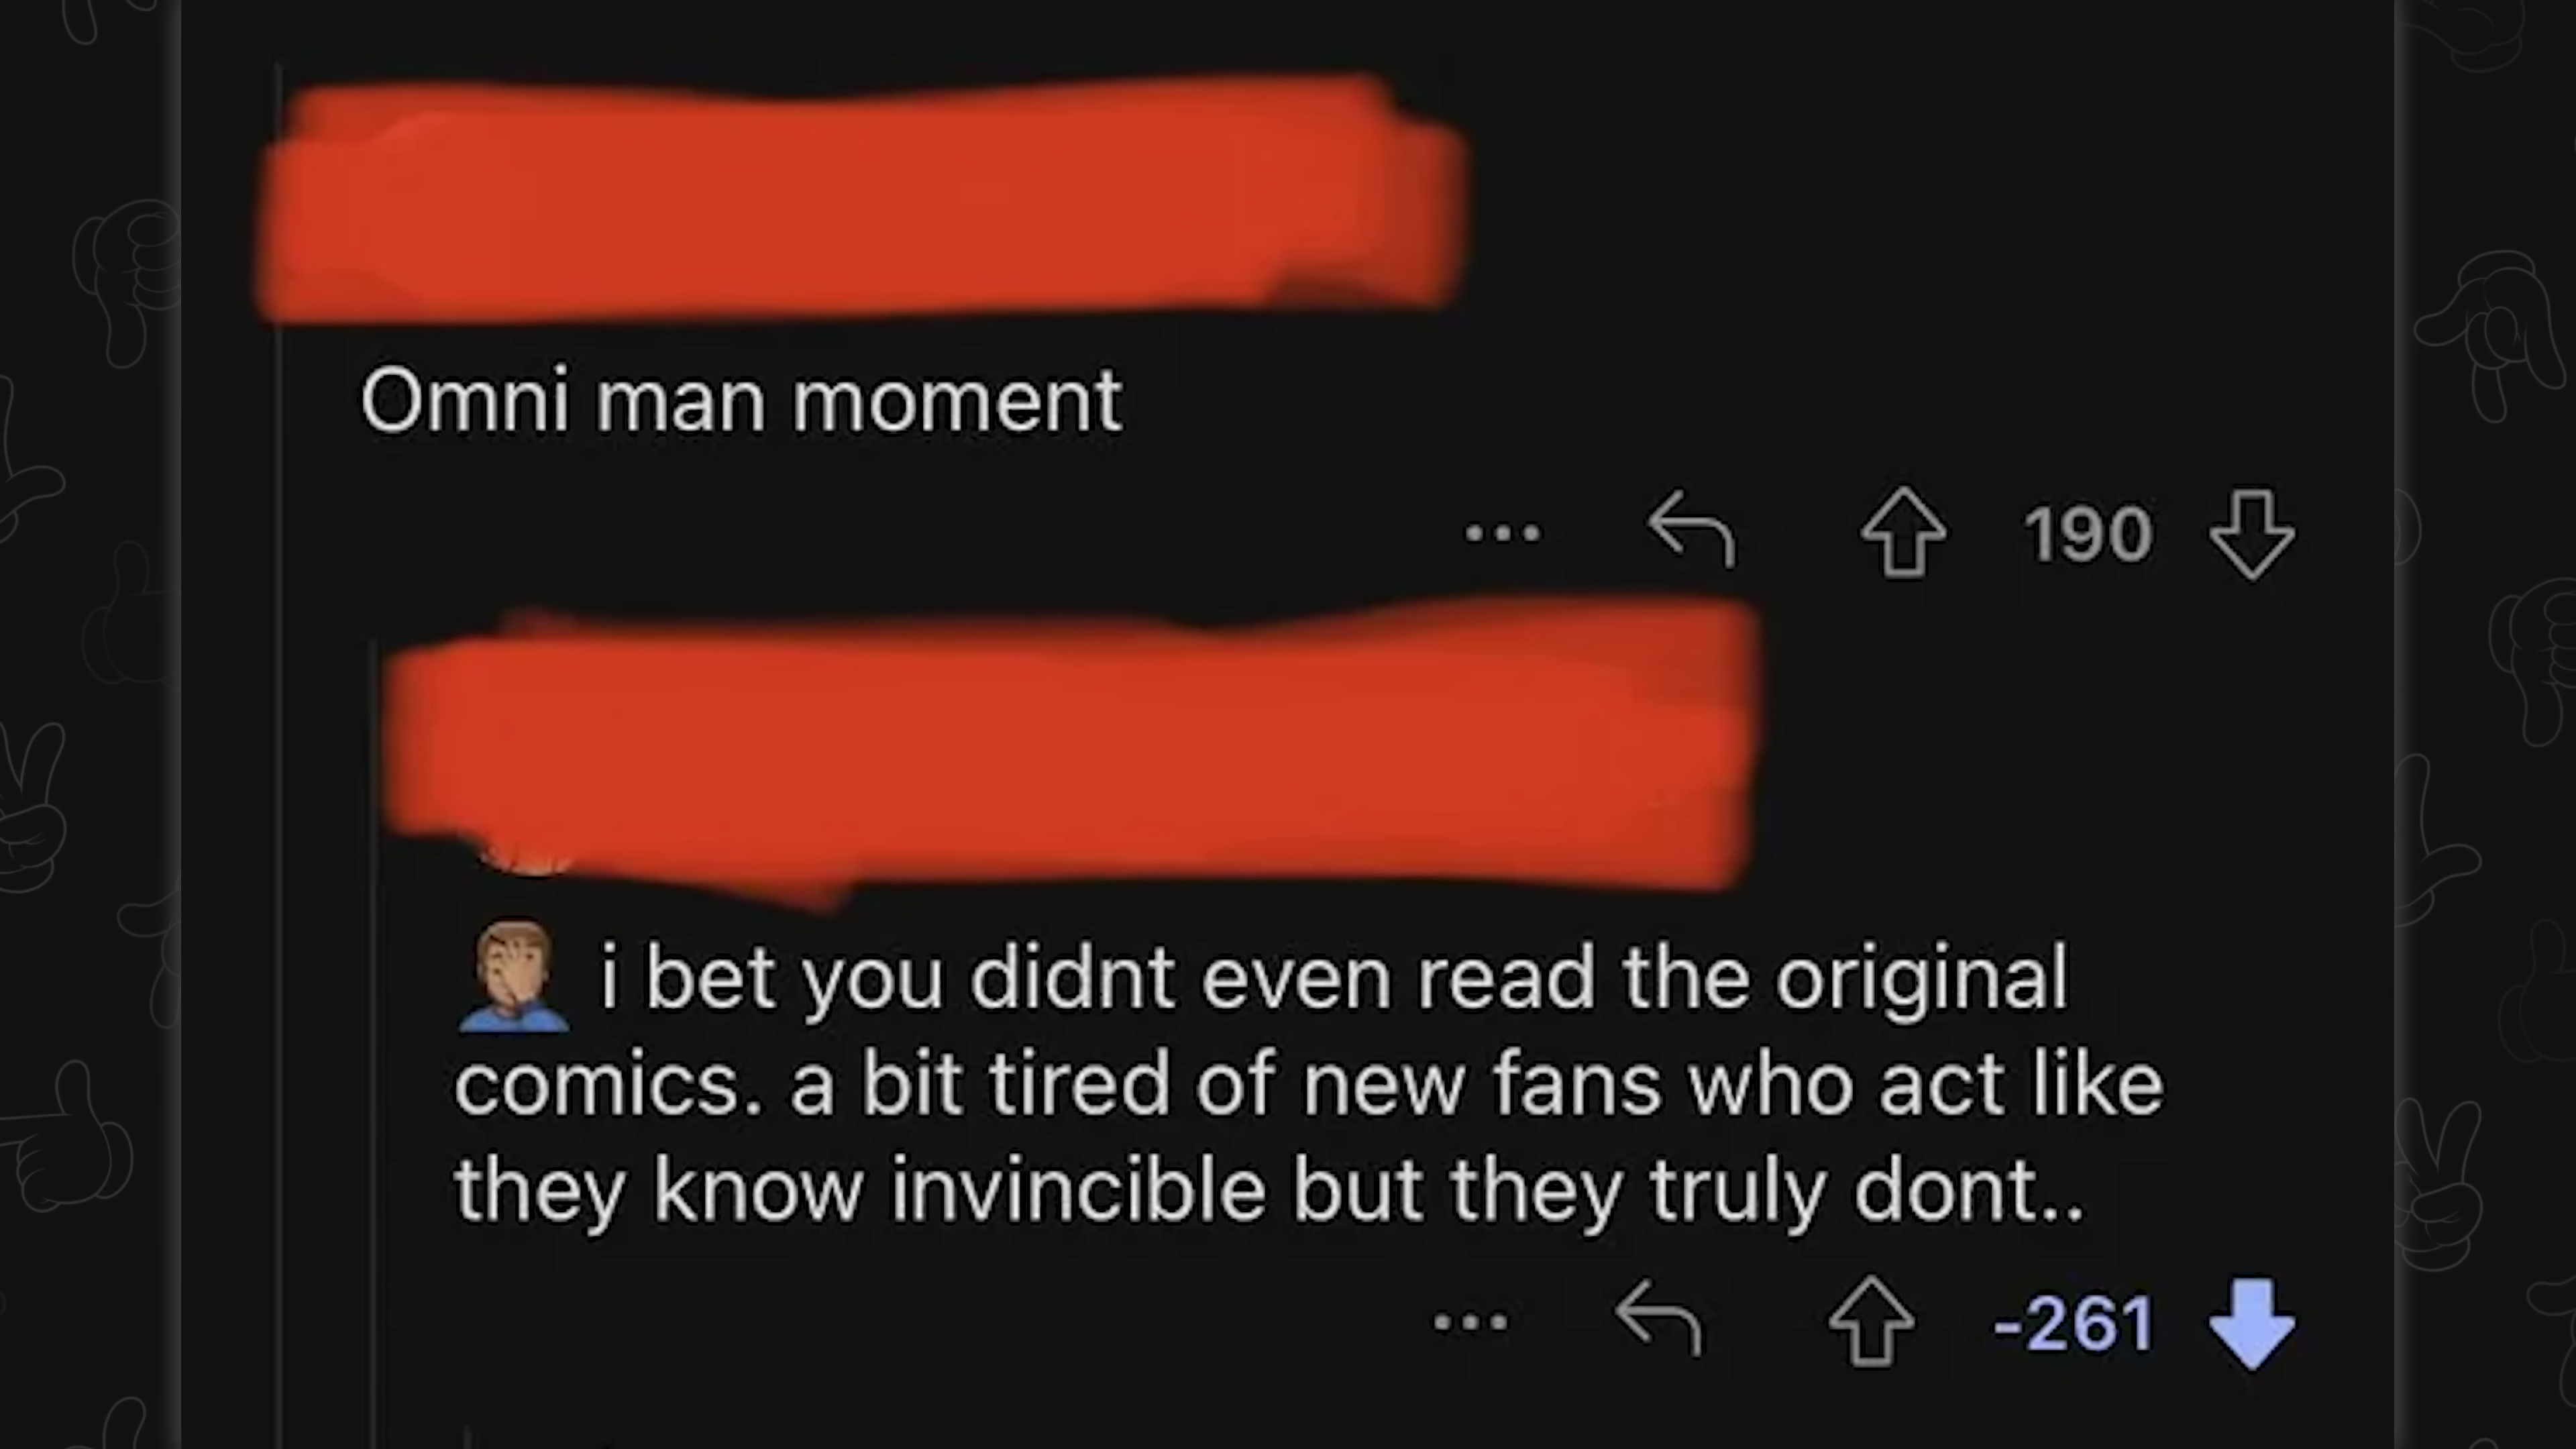 Omni man moment
190
🤦🏽‍♂️ i bet you didnt even read the original
comics. a bit tired of new fans who act like
they know invincible but they truly dont..
-261